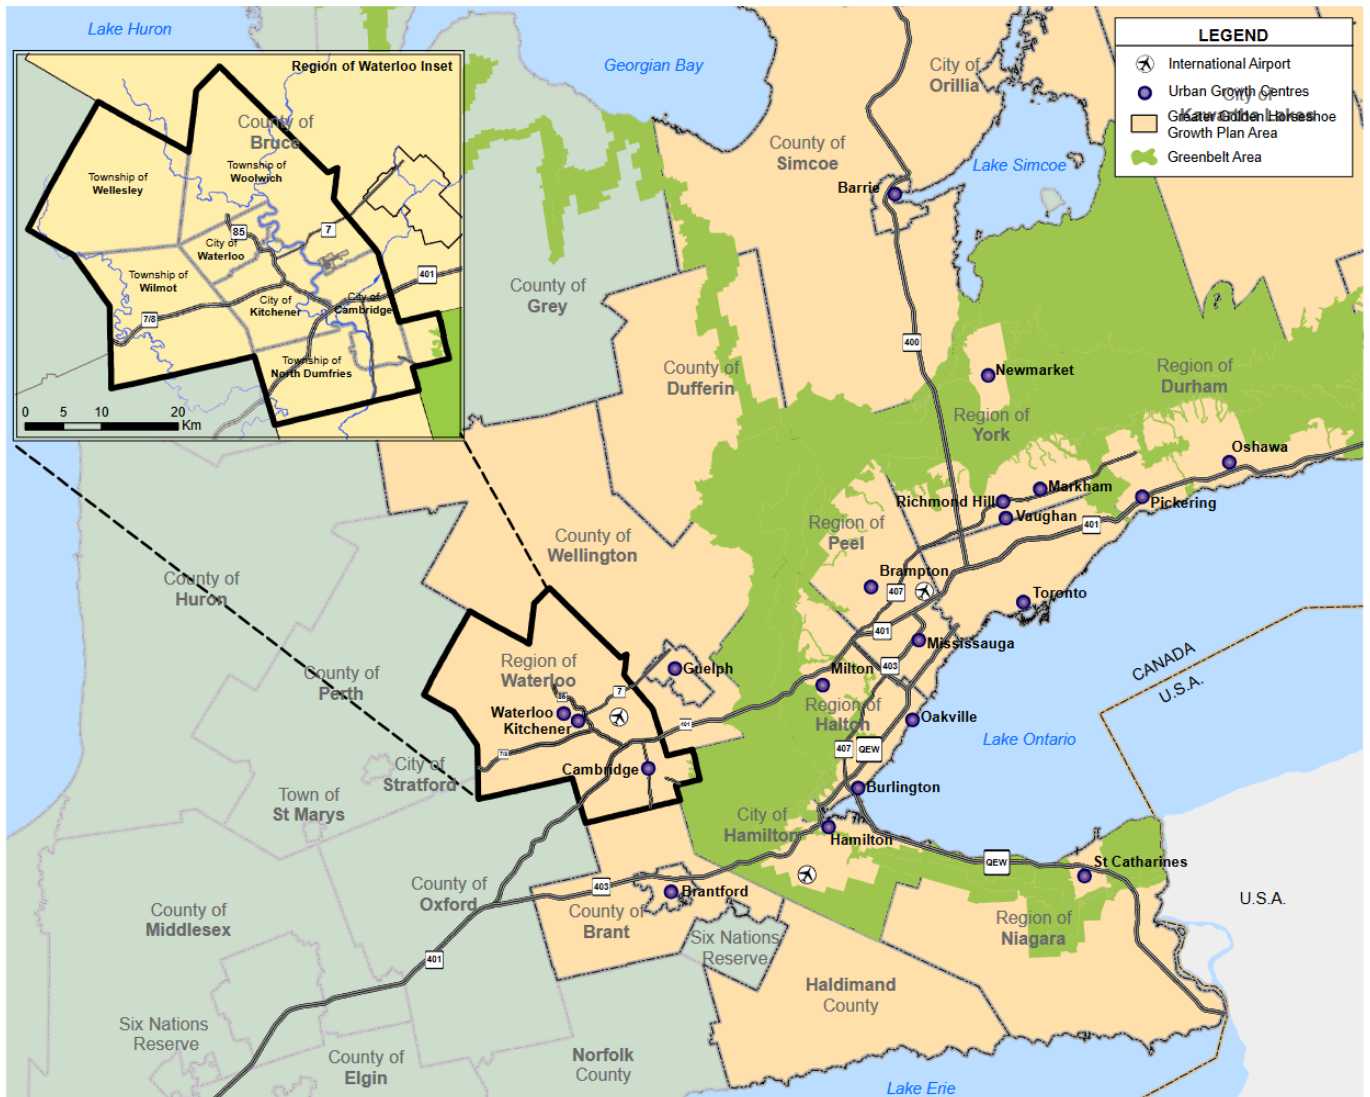 Lake Huron
Georgian Bay
City of
Orillia
LEGEND
International Airport
Urban Growth Centres
City of
Kawartha Lakes
Greater Golden Horseshoe
Growth Plan Area
Greenbelt Area
Region of Waterloo Inset
County of
Bruce
Township of
Woolwich
Township of
Wellesley
85
7
City of
Waterloo
401
Township of
Wilmot
City of
Kitchener
City of
Cambridge
7/8
Township of
North Dumfries
0 5 10 20
Km
County of
Simcoe
Lake Simcoe
Barrie
County of
Grey
400
County of
Dufferin
Newmarket
Region of
Durham
Region of
York
Oshawa
Markham
Richmond Hill
Vaughan
Pickering
401
Region of
Peel
County of
Wellington
County of
Huron
Brampton
407
Toronto
401
Mississauga
403
CANADA
U.S.A.
Region of
Waterloo
Guelph
Milton
County of
Perth
7
Waterloo
Kitchener
401
Region of
Halton
Oakville
407
QEW
Lake Ontario
7/8
Cambridge
City of
Stratford
Burlington
Town of
St Marys
City of
Hamilton
Hamilton
QEW
St Catharines
County of
Oxford
403
Brantford
U.S.A.
County of
Middlesex
County of
Brant
Six Nations
Reserve
Region of
Niagara
401
Haldimand
County
Six Nations
Reserve
County of
Elgin
Norfolk
County
Lake Erie